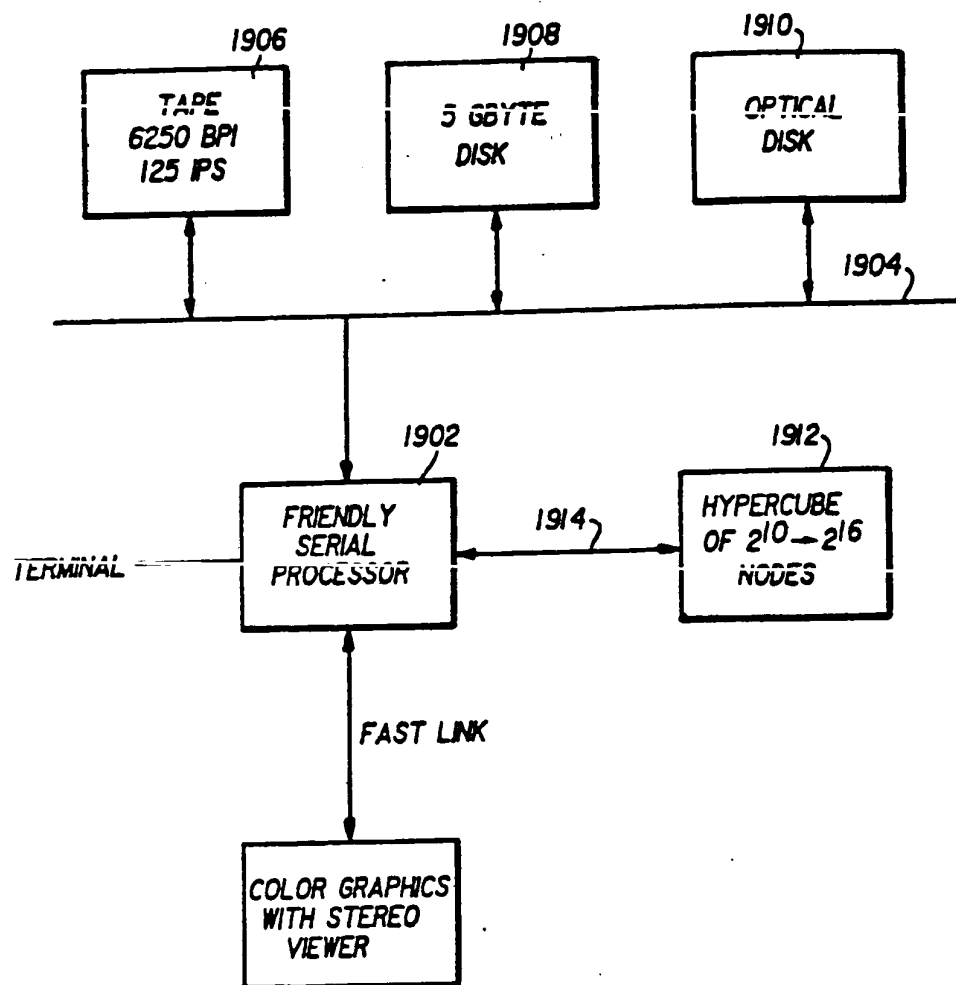 1906
TAPE
6250 BPI
125 IPS
1908
5 GBYTE
DISK
1910
OPTICAL
DISK
1904
1902
FRIENDLY
SERIAL
PROCESSOR
TERMINAL
1914
1912
HYPERCUBE
OF 2¹⁰→2¹⁶
NODES
FAST LINK
COLOR GRAPHICS
WITH STEREO
VIEWER